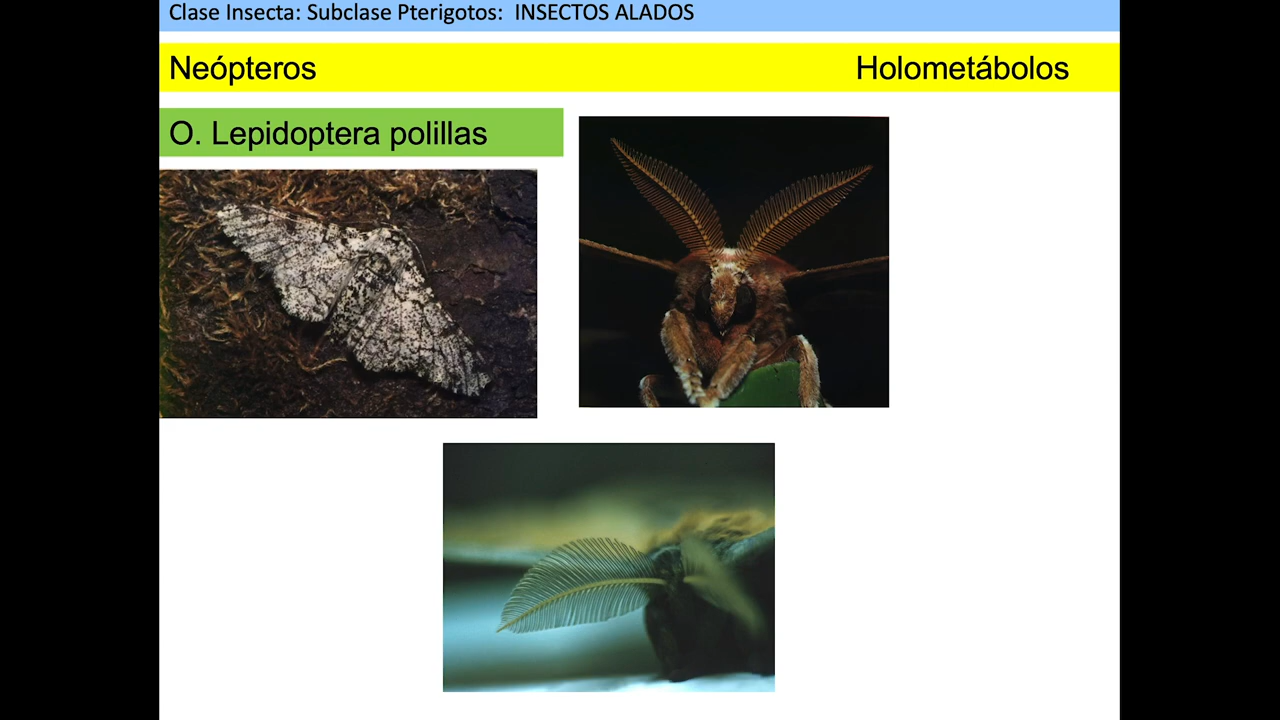 Clase Insecta: Subclase Pterigotos: INSECTOS ALADOS
Neópteros Holometábolos
O. Lepidoptera polillas